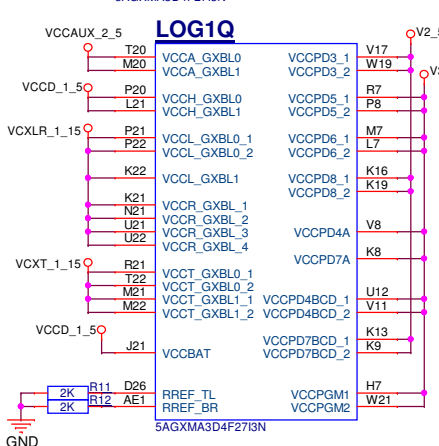 LOG1Q
VCCAUX_2_5
V2_5
T20 VCCA_GXBL0 VCCPD3_1 V17
M20 VCCA_GXBL1 VCCPD3_2 W19
VCCD_1_5
P20 VCCH_GXBL0 VCCPD5_1 R7
L21 VCCH_GXBL1 VCCPD5_2 P8
VCXLR_1_15
P21 VCCL_GXBL0_1 VCCPD6_1 M7
P22 VCCL_GXBL0_2 VCCPD6_2 L7
K22 VCCL_GXBL1 VCCPD8_1 K16
VCCPD8_2 K19
K21 VCCR_GXBL_1
N21 VCCR_GXBL_2
U21 VCCR_GXBL_3 VCCPD4A V8
U22 VCCR_GXBL_4
VCXT_1_15
VCCPD7A K8
R21 VCCT_GXBL0_1
T22 VCCT_GXBL0_2
M21 VCCT_GXBL1_1 VCCPD4BCD_1 U12
M22 VCCT_GXBL1_2 VCCPD4BCD_2 V11
VCCD_1_5
VCCPD7BCD_1 K13
J21 VCCBAT VCCPD7BCD_2 K9
2K R11 D26 RREF_TL VCCPGM1 H7
2K R12 AE1 RREF_BR VCCPGM2 W21
5AGXMA3D4F27I3N
GND